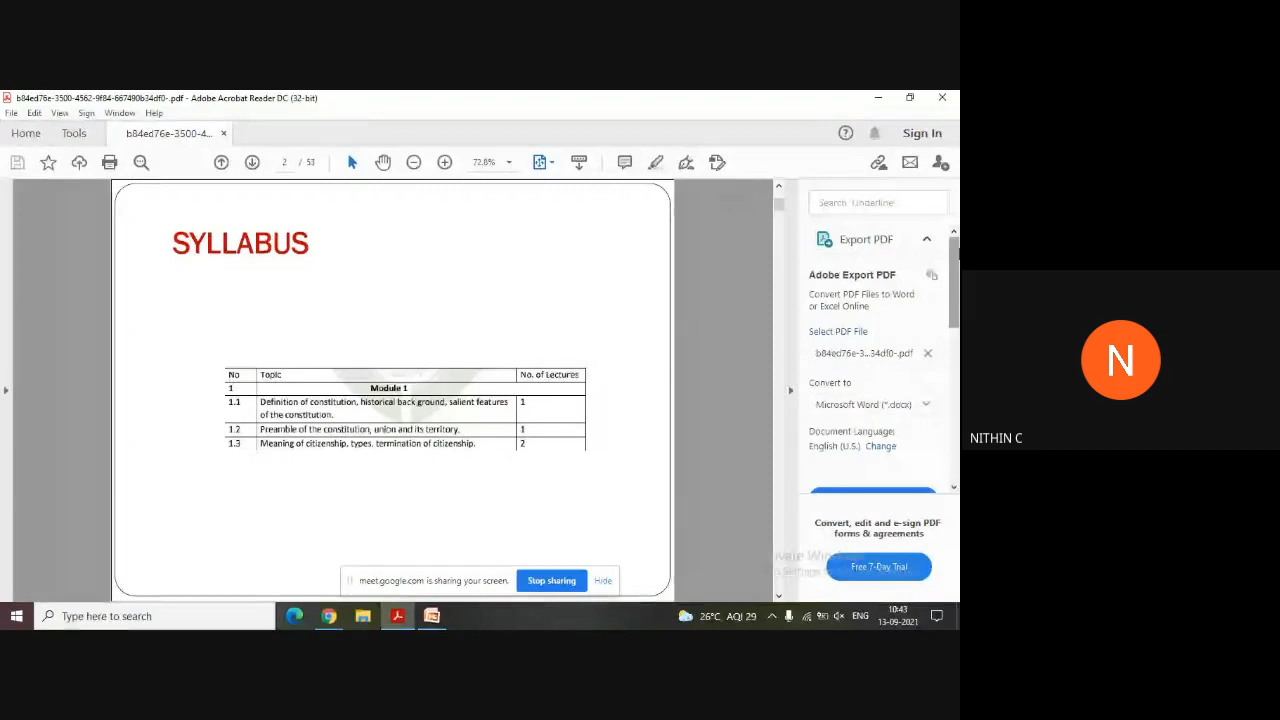 b84ed76e-3500-4562-9f84-667490b34df0-.pdf - Adobe Acrobat Reader DC (32-bit)
File Edit View Sign Window Help
Home Tools b84ed76e-3500-4... × Sign In
2 / 53 72.8%
SYLLABUS
No Topic No. of Lectures
1 Module 1
1.1 Definition of constitution, historical back ground, salient features 1
of the constitution.
1.2 Preamble of the constitution, union and its territory. 1
1.3 Meaning of citizenship, types, termination of citizenship. 2
Search 'Underline'
Export PDF
Adobe Export PDF
Convert PDF Files to Word
or Excel Online
Select PDF File
b84ed76e-3...34df0-.pdf
Convert to
Microsoft Word (*.docx)
Document Language:
English (U.S.) Change
Convert, edit and e-sign PDF
forms & agreements
Free 7-Day Trial
meet.google.com is sharing your screen. Stop sharing Hide
Type here to search
26°C AQI 29 ENG
10:43
13-09-2021
N
NITHIN C